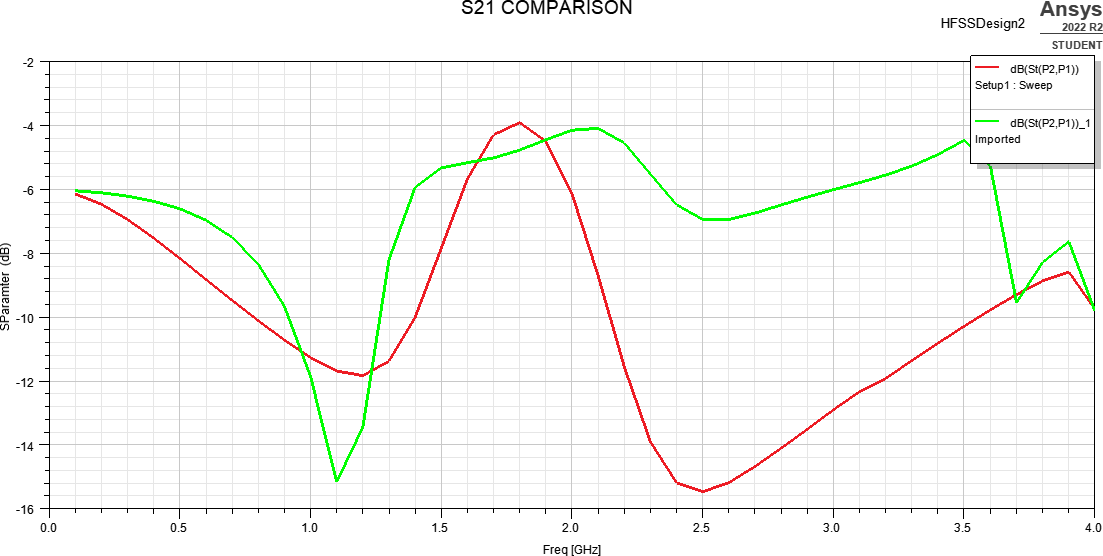 S21 COMPARISON
HFSSDesign2
Ansys
2022 R2
STUDENT
dB(St(P2,P1))
Setup1 : Sweep
dB(St(P2,P1))_1
Imported
SParamter (dB)
-2
-4
-6
-8
-10
-12
-14
-16
0.0 0.5 1.0 1.5 2.0 2.5 3.0 3.5 4.0
Freq [GHz]